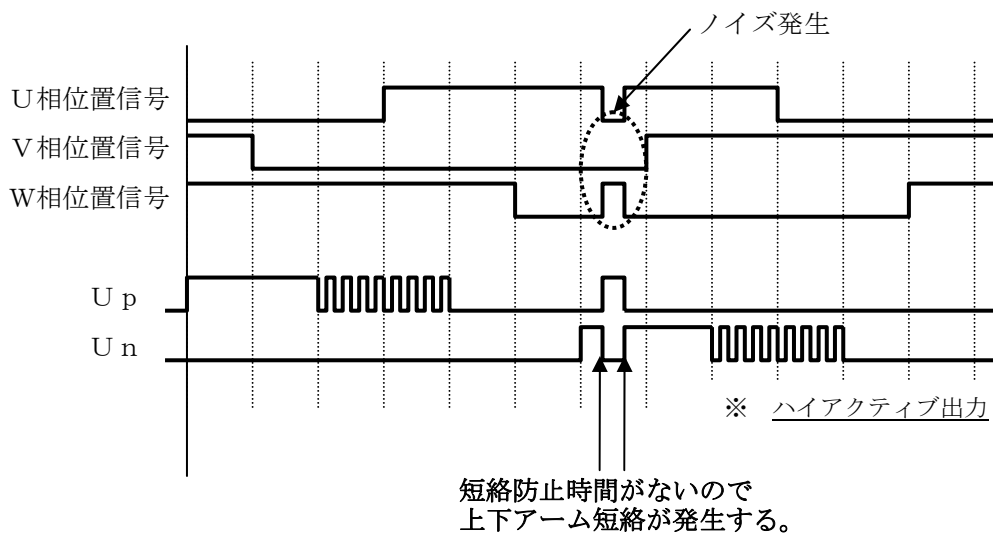 ノイズ発生
U相位置信号
V相位置信号
W相位置信号
Up
Un
※ ハイアクティブ出力
短絡防止時間がないので
上下アーム短絡が発生する。